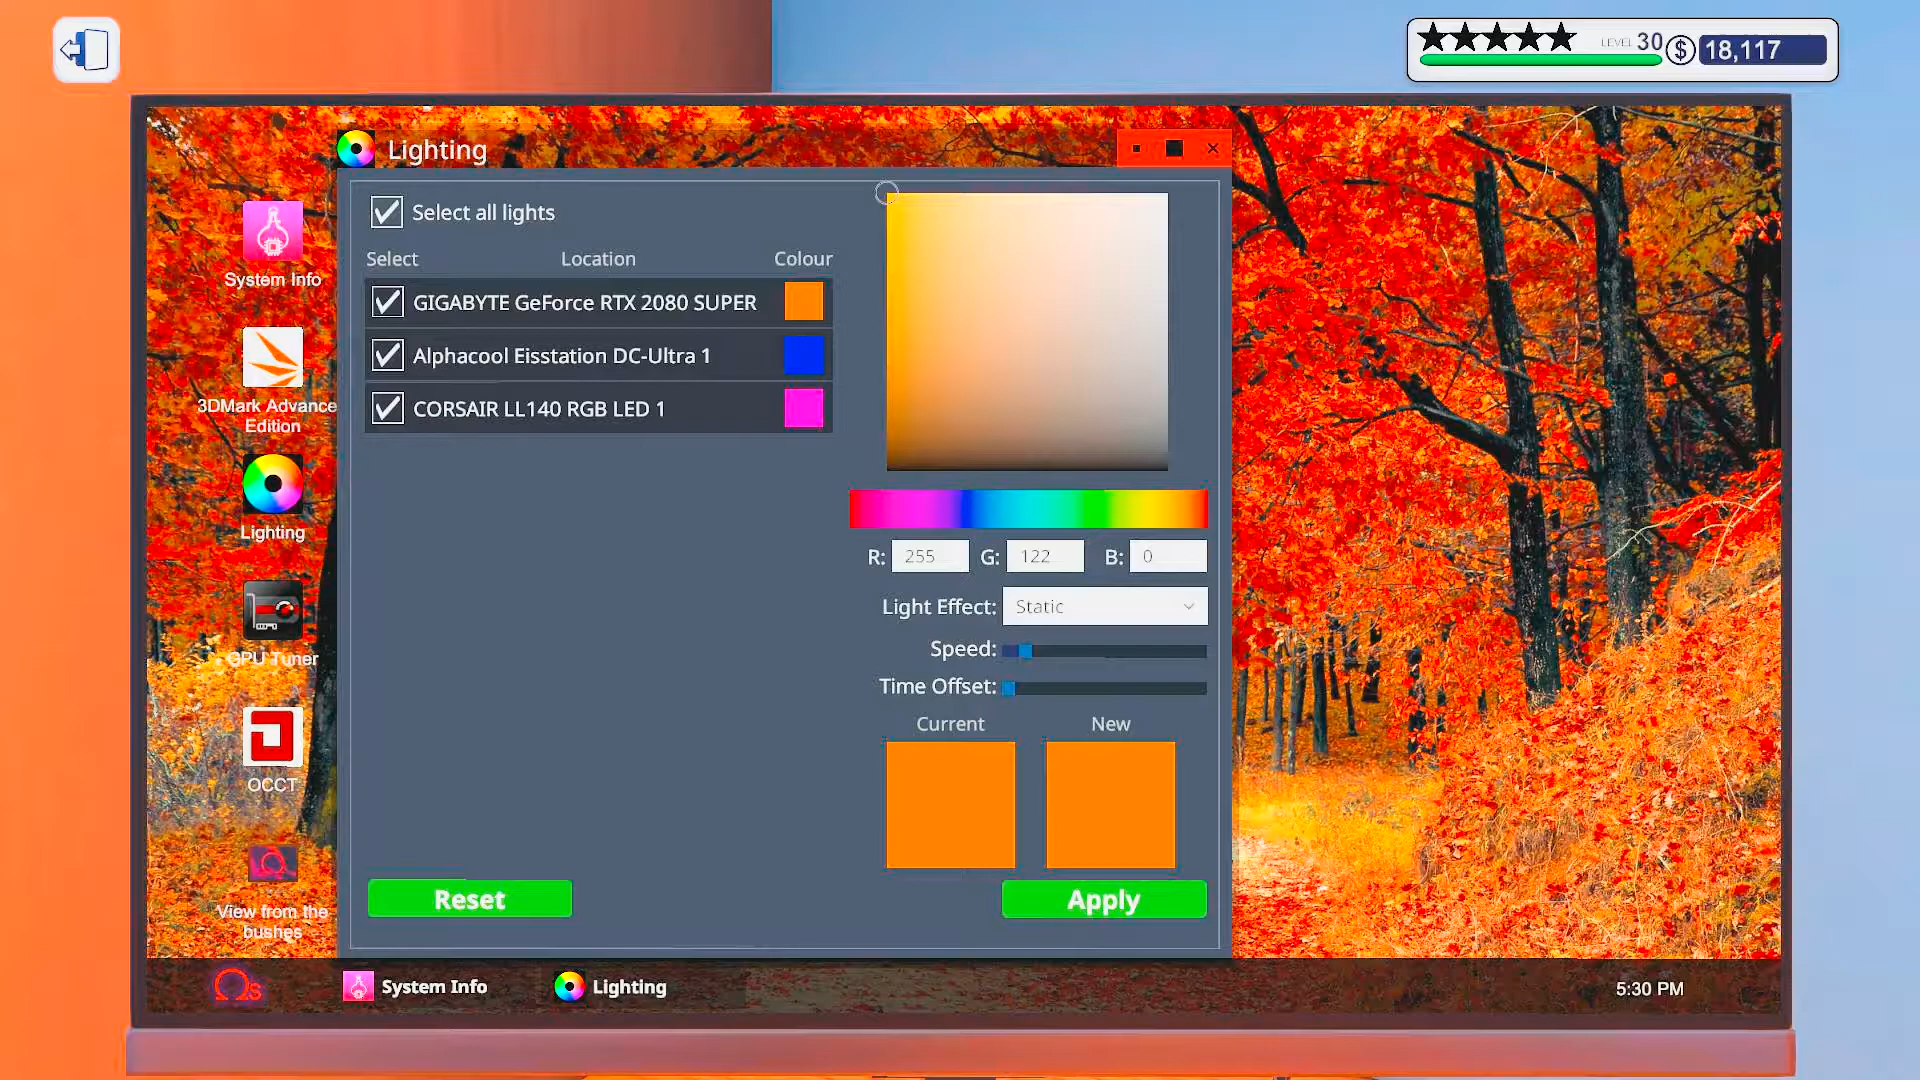 LEVEL 30
$ 18,117
Lighting
Select all lights
Select Location Colour
GIGABYTE GeForce RTX 2080 SUPER
Alphacool Eisstation DC-Ultra 1
CORSAIR LL140 RGB LED 1
R: 255 G: 122 B: 0
Light Effect: Static
Speed:
Time Offset:
Current New
Reset
Apply
System Info
3DMark Advance
Edition
Lighting
GPU Tuner
OCCT
View from the
bushes
Ωs
System Info
Lighting
5:30 PM